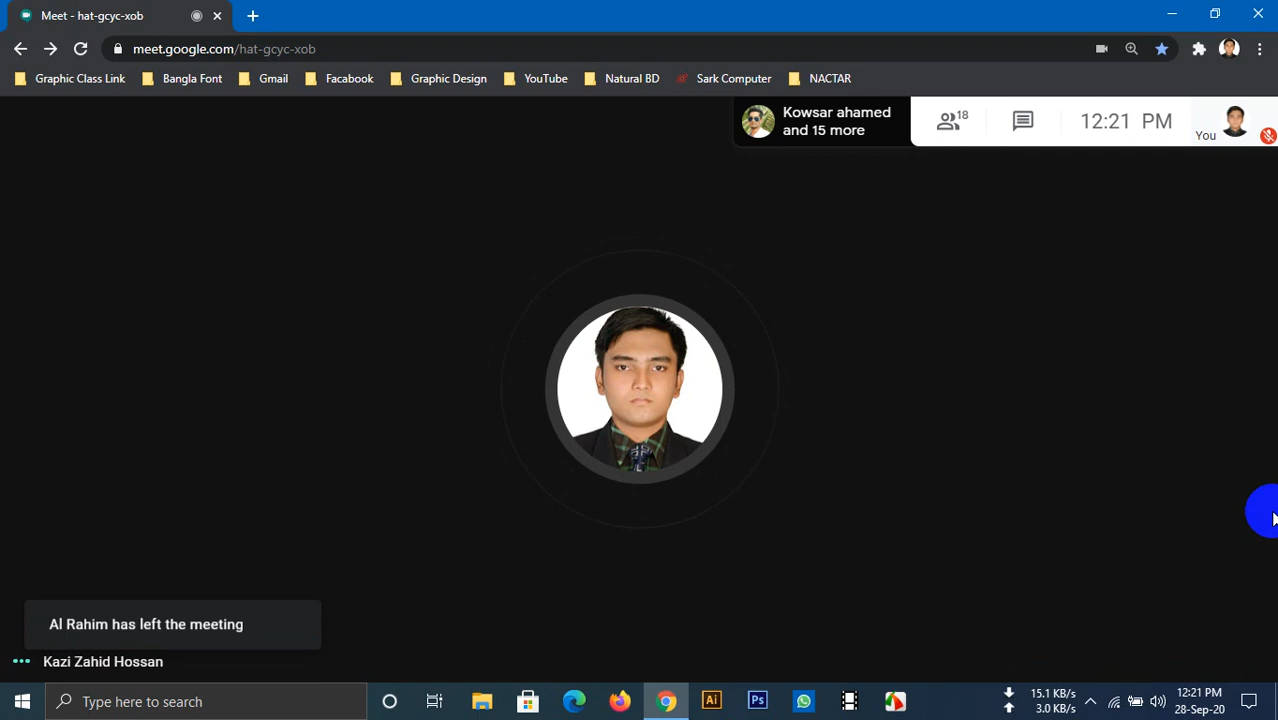 Meet - hat-gcyc-xob
meet.google.com/hat-gcyc-xob
Graphic Class Link
Bangla Font
Gmail
Facabook
Graphic Design
YouTube
Natural BD
Sark Computer
NACTAR
Kowsar ahamed
and 15 more
18
12:21 PM
You
Al Rahim has left the meeting
Kazi Zahid Hossan
Type here to search
Ai
Ps
15.1 KB/s
3.0 KB/s
12:21 PM
28-Sep-20